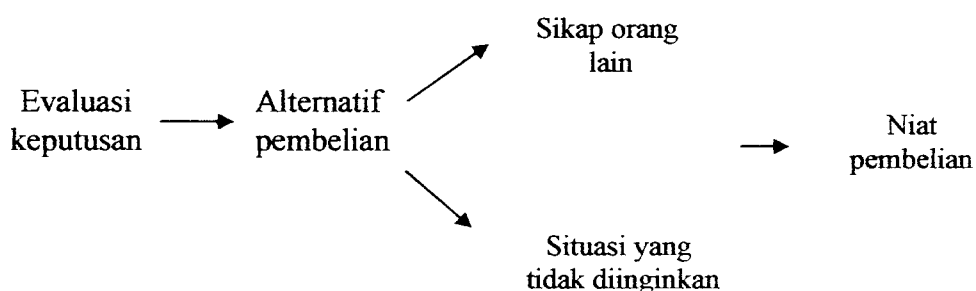 Evaluasi
keputusan
Alternatif
pembelian
Sikap orang
lain
Situasi yang
tidak diinginkan
Niat
pembelian